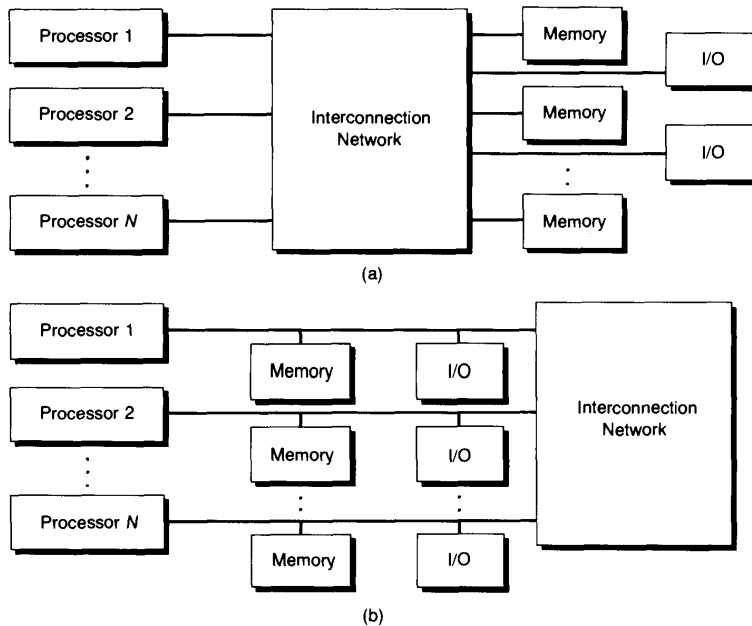 Processor 1
Memory
I/O
Processor 2
Interconnection
Network
Memory
I/O
Processor N
Memory
(a)
Processor 1
Memory
I/O
Processor 2
Interconnection
Network
Memory
I/O
Processor N
Memory
I/O
(b)